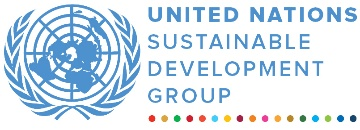 UNITED NATIONS
SUSTAINABLE
DEVELOPMENT
GROUP